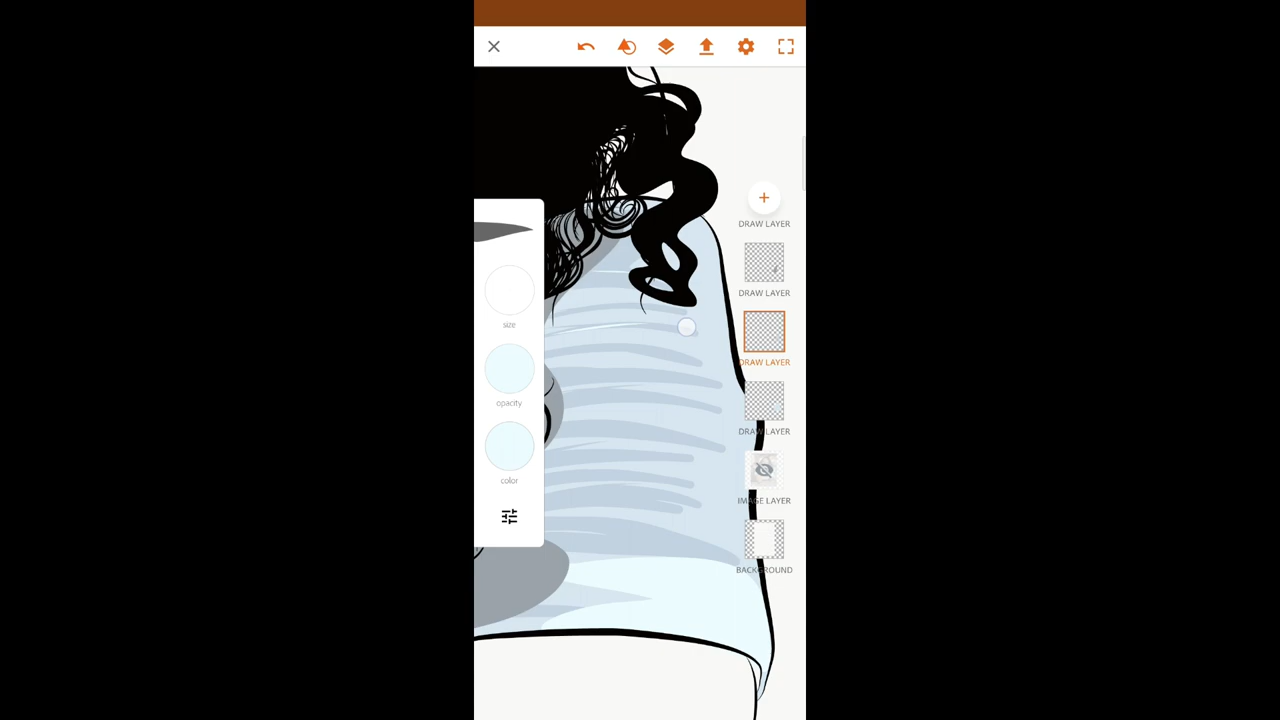 DRAW LAYER
DRAW LAYER
size
DRAW LAYER
opacity
DRAW LAYER
color
IMAGE LAYER
BACKGROUND